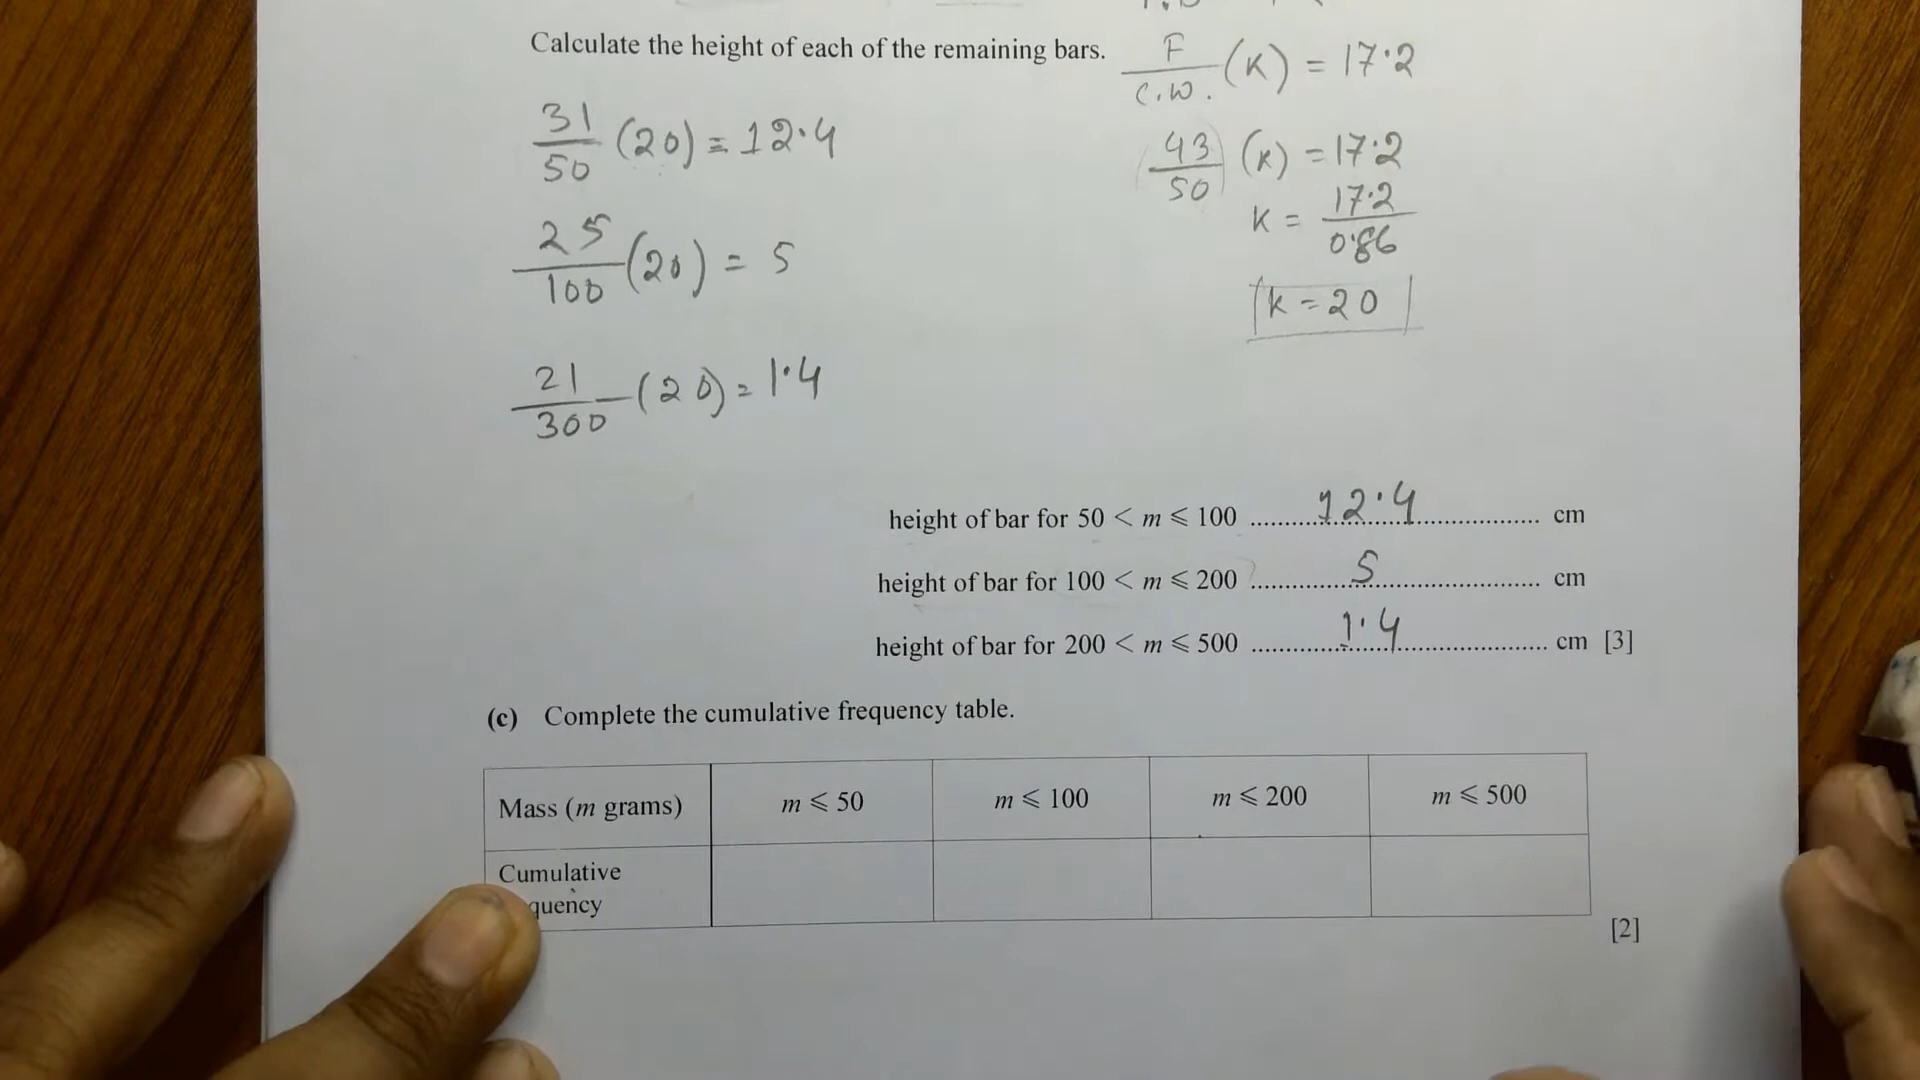 Calculate the height of each of the remaining bars.
F/C.W. (K) = 17.2
31/50 (20) = 12.4
43/50 (K) = 17.2
K = 17.2/0.86
25/100 (20) = 5
K = 20
21/300 (20) = 1.4
height of bar for 50 < m ⩽ 100 ........ 12.4 ........ cm
height of bar for 100 < m ⩽ 200 ........ 5 ........ cm
height of bar for 200 < m ⩽ 500 ........ 1.4 ........ cm [3]
(c) Complete the cumulative frequency table.
Mass (m grams) m ⩽ 50 m ⩽ 100 m ⩽ 200 m ⩽ 500
Cumulative
quency
[2]